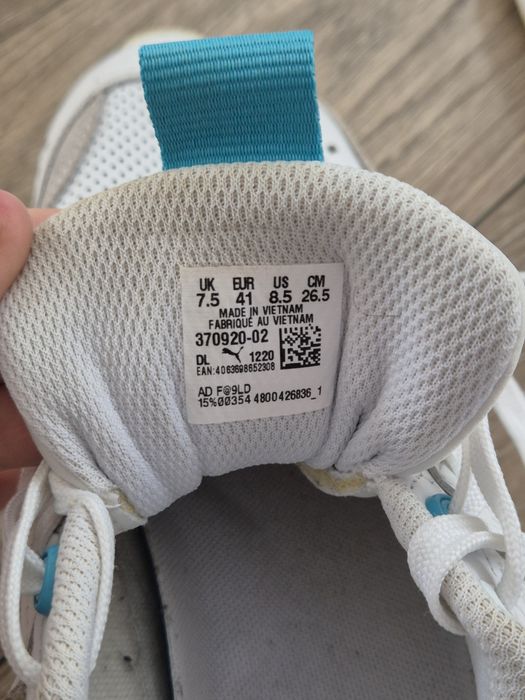 UK EUR US CM
7.5 41 8.5 26.5
MADE IN VIETNAM
FABRIQUÉ AU VIETNAM
370920-02
DL 1220
EAN:4063698652308
AD F@9LD
15%00354 4800426836_1